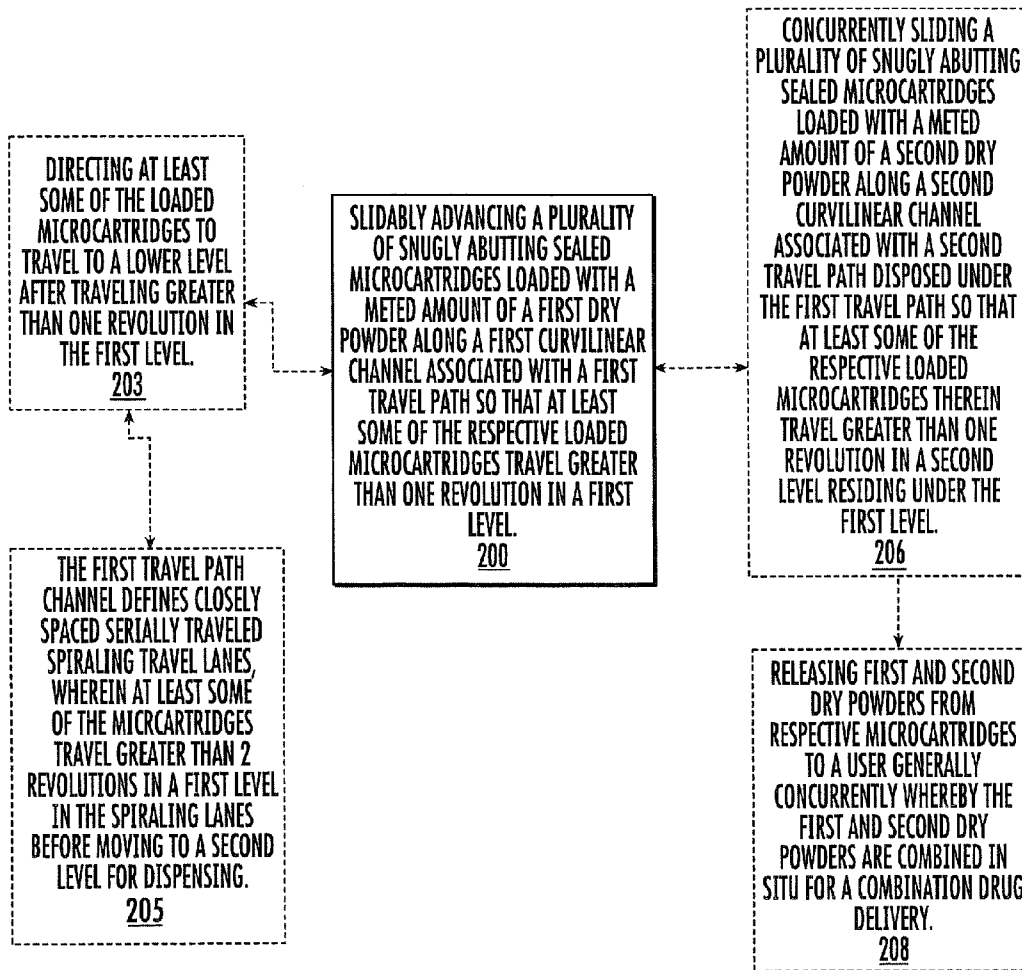 DIRECTING AT LEAST
SOME OF THE LOADED
MICROCARTRIDGES TO
TRAVEL TO A LOWER LEVEL
AFTER TRAVELING GREATER
THAN ONE REVOLUTION IN
THE FIRST LEVEL.
203
THE FIRST TRAVEL PATH
CHANNEL DEFINES CLOSELY
SPACED SERIALLY TRAVELED
SPIRALING TRAVEL LANES,
WHEREIN AT LEAST SOME
OF THE MICRCARTRIDGES
TRAVEL GREATER THAN 2
REVOLUTIONS IN A FIRST LEVEL
IN THE SPIRALING LANES
BEFORE MOVING TO A SECOND
LEVEL FOR DISPENSING.
205
SLIDABLY ADVANCING A PLURALITY
OF SNUGLY ABUTTING SEALED
MICROCARTRIDGES LOADED WITH A
METED AMOUNT OF A FIRST DRY
POWDER ALONG A FIRST CURVILINEAR
CHANNEL ASSOCIATED WITH A FIRST
TRAVEL PATH SO THAT AT LEAST
SOME OF THE RESPECTIVE LOADED
MICROCARTRIDGES TRAVEL GREATER
THAN ONE REVOLUTION IN A FIRST
LEVEL.
200
CONCURRENTLY SLIDING A
PLURALITY OF SNUGLY ABUTTING
SEALED MICROCARTRIDGES
LOADED WITH A METED
AMOUNT OF A SECOND DRY
POWDER ALONG A SECOND
CURVILINEAR CHANNEL
ASSOCIATED WITH A SECOND
TRAVEL PATH DISPOSED UNDER
THE FIRST TRAVEL PATH SO THAT
AT LEAST SOME OF THE
RESPECTIVE LOADED
MICROCARTRIDGES THEREIN
TRAVEL GREATER THAN ONE
REVOLUTION IN A SECOND
LEVEL RESIDING UNDER THE
FIRST LEVEL.
206
RELEASING FIRST AND SECOND
DRY POWDERS FROM
RESPECTIVE MICROCARTRIDGES
TO A USER GENERALLY
CONCURRENTLY WHEREBY THE
FIRST AND SECOND DRY
POWDERS ARE COMBINED IN
SITU FOR A COMBINATION DRUG
DELIVERY.
208